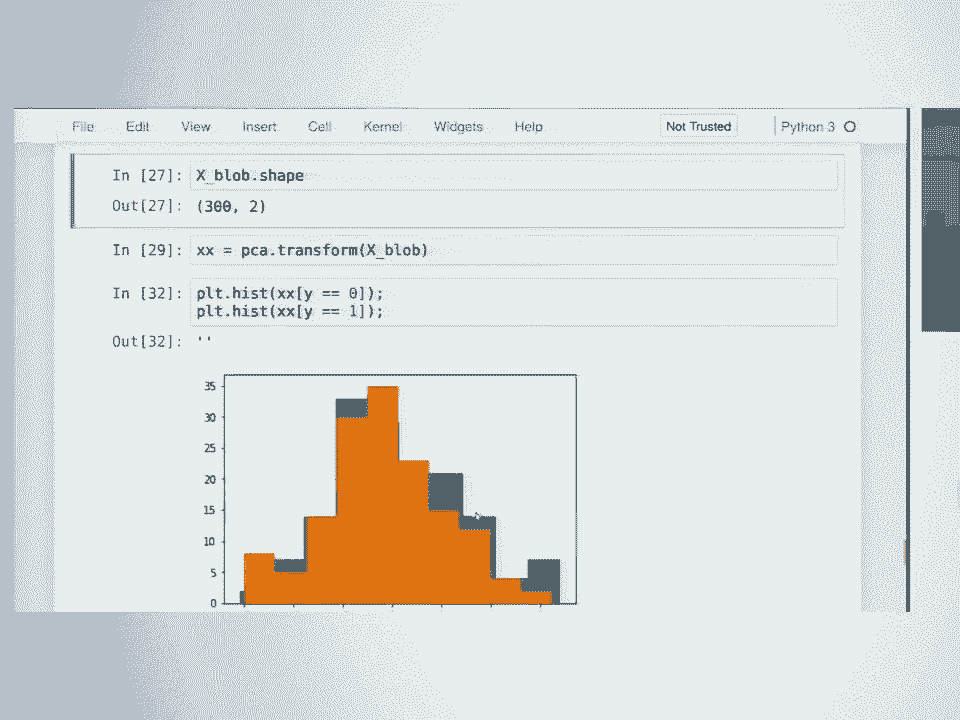 File Edit View Insert Cell Kernel Widgets Help Not Trusted Python 3
In [27]: X_blob.shape
Out[27]: (300, 2)
In [29]: xx = pca.transform(X_blob)
In [32]: plt.hist(xx[y == 0]);
plt.hist(xx[y == 1]);
Out[32]: ''
35
30
25
20
15
10
5
0